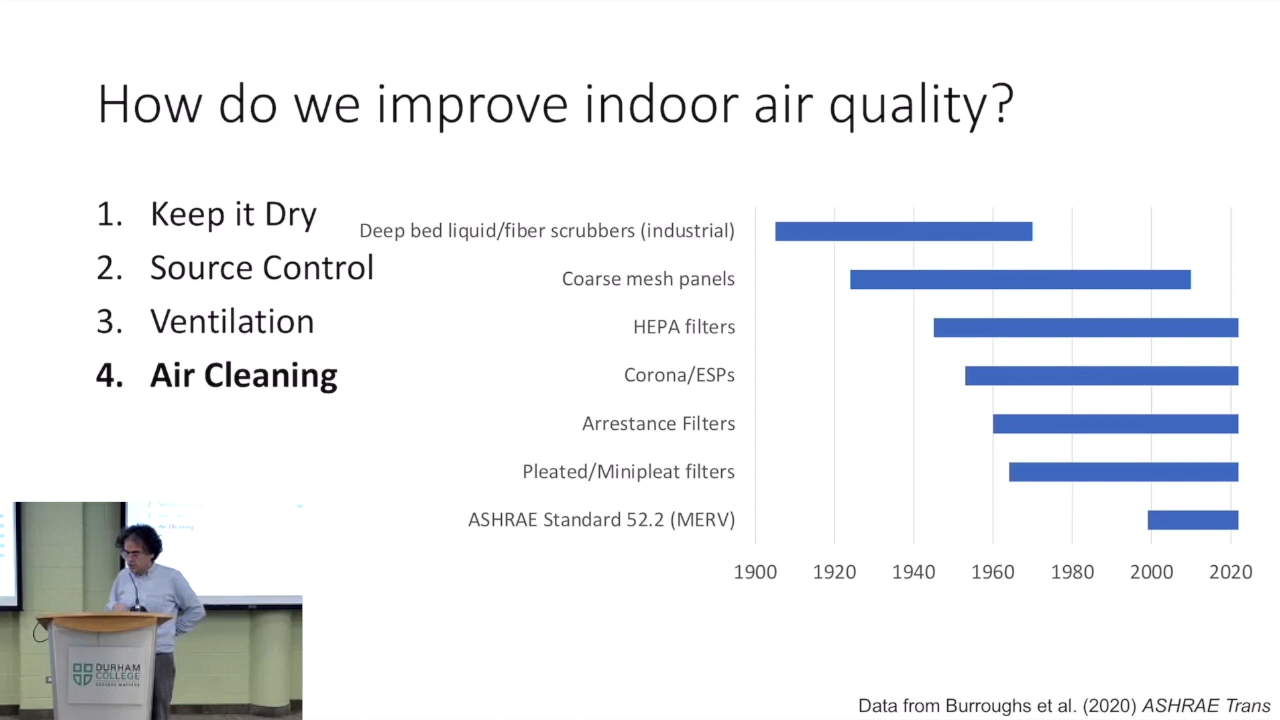 How do we improve indoor air quality?
1. Keep it Dry
2. Source Control
3. Ventilation
4. Air Cleaning
Deep bed liquid/fiber scrubbers (industrial)
Coarse mesh panels
HEPA filters
Corona/ESPs
Arrestance Filters
Pleated/Minipleat filters
ASHRAE Standard 52.2 (MERV)
1900 1920 1940 1960 1980 2000 2020
DURHAM
COLLEGE
Data from Burroughs et al. (2020) ASHRAE Trans